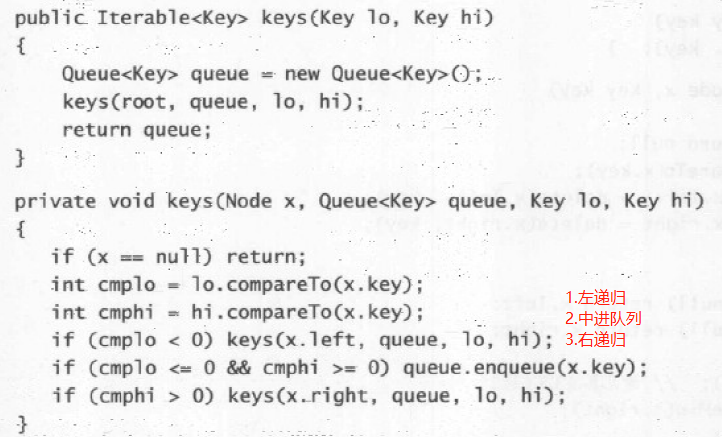 public Iterable<Key> keys(Key lo, Key hi)
{
Queue<Key> queue = new Queue<Key>();
keys(root, queue, lo, hi);
return queue;
}
private void keys(Node x, Queue<Key> queue, Key lo, Key hi)
{
if (x == null) return;
int cmplo = lo.compareTo(x.key);
int cmphi = hi.compareTo(x.key);
if (cmplo < 0) keys(x.left, queue, lo, hi);
if (cmplo <= 0 && cmphi >= 0) queue.enqueue(x.key);
if (cmphi > 0) keys(x.right, queue, lo, hi);
}
1.左递归
2.中进队列
3.右递归